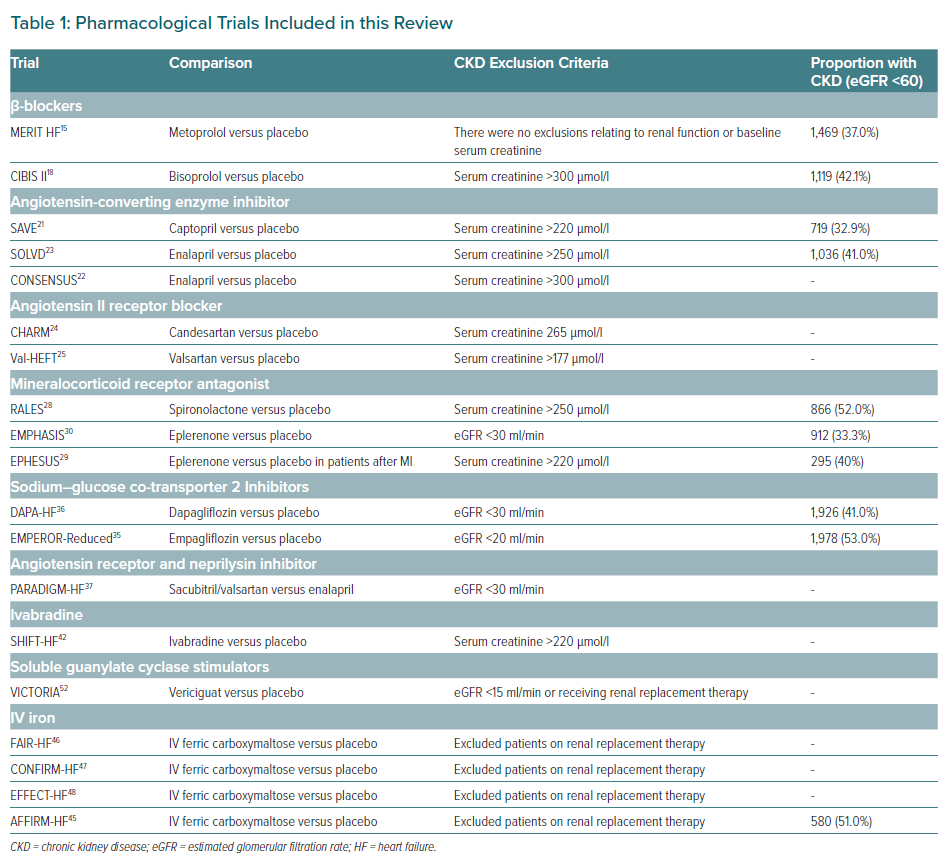 Table 1: Pharmacological Trials Included in this Review
Trial Comparison CKD Exclusion Criteria Proportion with
CKD (eGFR <60)
β-blockers
MERIT HF15 Metoprolol versus placebo There were no exclusions relating to renal function or baseline 1,469 (37.0%)
serum creatinine
CIBIS II18 Bisoprolol versus placebo Serum creatinine >300 μmol/l 1,119 (42.1%)
Angiotensin-converting enzyme inhibitor
SAVE21 Captopril versus placebo Serum creatinine >220 μmol/l 719 (32.9%)
SOLVD23 Enalapril versus placebo Serum creatinine >250 μmol/l 1,036 (41.0%)
CONSENSUS22 Enalapril versus placebo Serum creatinine >300 μmol/l -
Angiotensin II receptor blocker
CHARM24 Candesartan versus placebo Serum creatinine 265 μmol/l -
Val-HEFT25 Valsartan versus placebo Serum creatinine >177 μmol/l -
Mineralocorticoid receptor antagonist
RALES28 Spironolactone versus placebo Serum creatinine >250 μmol/l 866 (52.0%)
EMPHASIS30 Eplerenone versus placebo eGFR <30 ml/min 912 (33.3%)
EPHESUS29 Eplerenone versus placebo in patients after MI Serum creatinine >220 μmol/l 295 (40%)
Sodium–glucose co-transporter 2 Inhibitors
DAPA-HF36 Dapagliflozin versus placebo eGFR <30 ml/min 1,926 (41.0%)
EMPEROR-Reduced35 Empagliflozin versus placebo eGFR <20 ml/min 1,978 (53.0%)
Angiotensin receptor and neprilysin inhibitor
PARADIGM-HF37 Sacubitril/valsartan versus enalapril eGFR <30 ml/min -
Ivabradine
SHIFT-HF42 Ivabradine versus placebo Serum creatinine >220 μmol/l -
Soluble guanylate cyclase stimulators
VICTORIA52 Vericiguat versus placebo eGFR <15 ml/min or receiving renal replacement therapy -
IV iron
FAIR-HF46 IV ferric carboxymaltose versus placebo Excluded patients on renal replacement therapy -
CONFIRM-HF47 IV ferric carboxymaltose versus placebo Excluded patients on renal replacement therapy -
EFFECT-HF48 IV ferric carboxymaltose versus placebo Excluded patients on renal replacement therapy -
AFFIRM-HF45 IV ferric carboxymaltose versus placebo Excluded patients on renal replacement therapy 580 (51.0%)
CKD = chronic kidney disease; eGFR = estimated glomerular filtration rate; HF = heart failure.